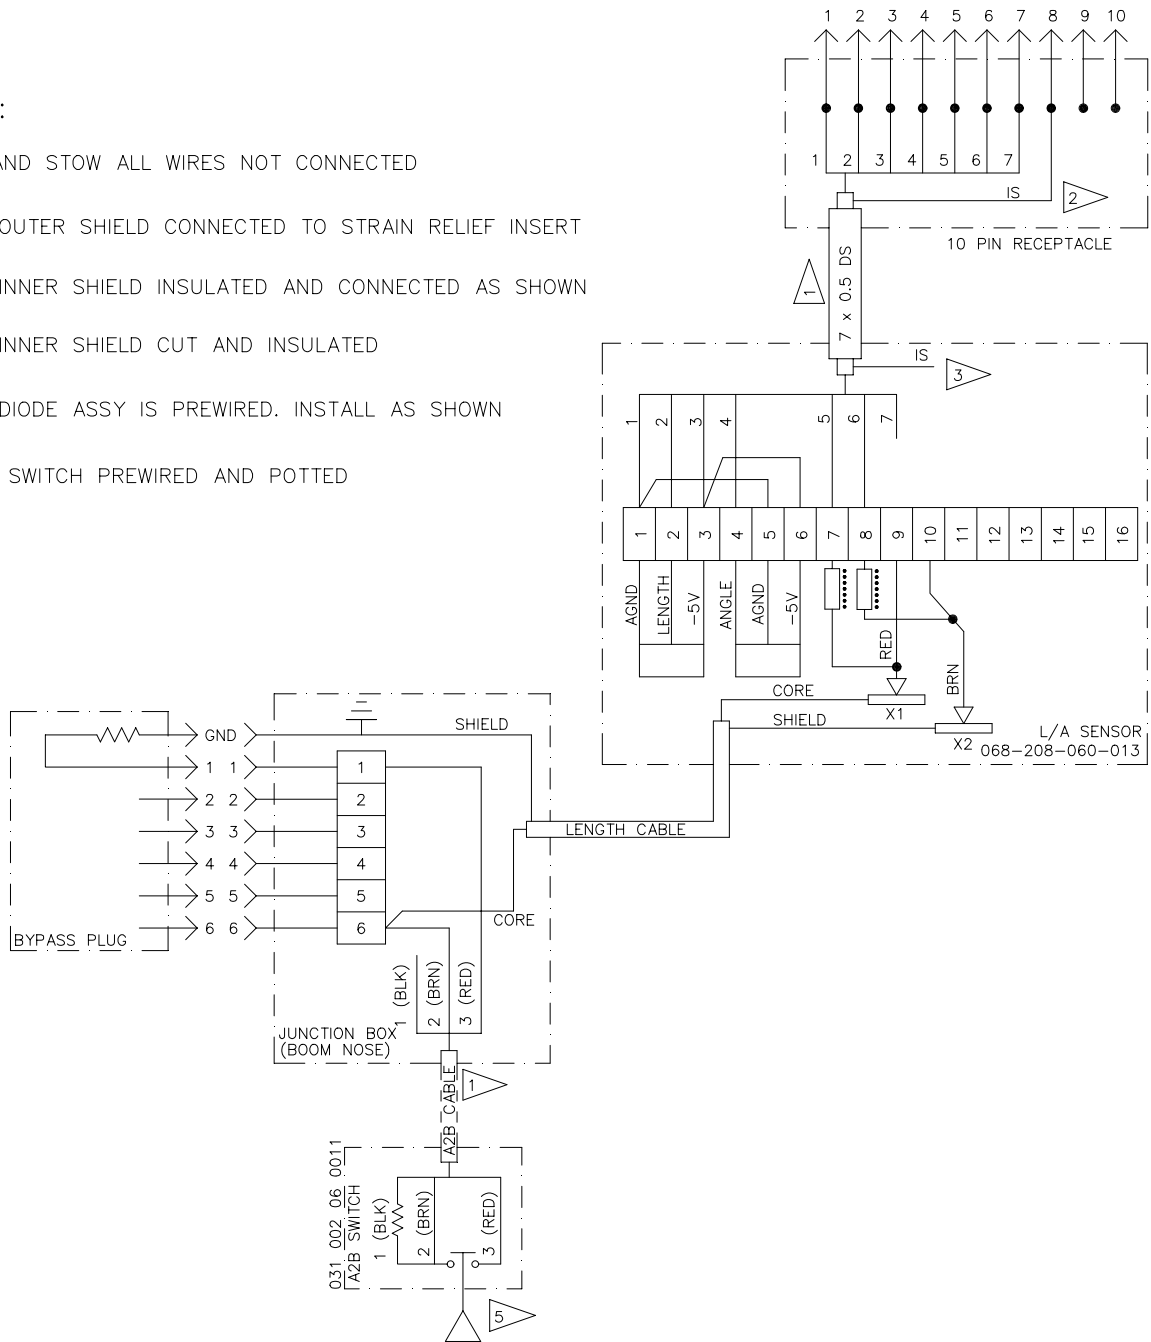 1 2 3 4 5 6 7 8 9 10
:
AND STOW ALL WIRES NOT CONNECTED
1 2 3 4 5 6 7
IS 2
OUTER SHIELD CONNECTED TO STRAIN RELIEF INSERT
10 PIN RECEPTACLE
1
7 x 0.5 DS
INNER SHIELD INSULATED AND CONNECTED AS SHOWN
INNER SHIELD CUT AND INSULATED
IS 3
DIODE ASSY IS PREWIRED. INSTALL AS SHOWN
1 2 3 4 5 6 7
SWITCH PREWIRED AND POTTED
1 2 3 4 5 6 7 8 9 10 11 12 13 14 15 16
AGND LENGTH -5V ANGLE AGND -5V
RED
BRN
CORE
X1
SHIELD
X2
L/A SENSOR
068-208-060-013
GND
SHIELD
1 1 1
2 2 2
3 3 3
LENGTH CABLE
4 4 4
5 5 5
6 6 6
CORE
BYPASS PLUG
1 (BLK)
2 (BRN)
3 (RED)
JUNCTION BOX
(BOOM NOSE)
A2B CABLE
1
031 002 06 0011
A2B SWITCH
1 (BLK)
2 (BRN)
3 (RED)
5